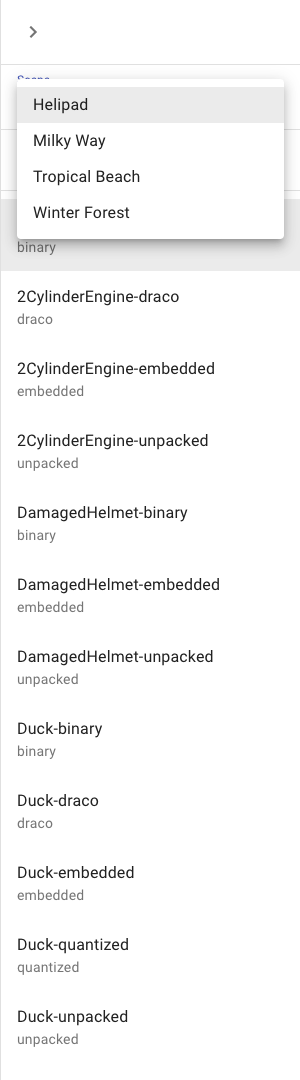 Helipad
Milky Way
Tropical Beach
Winter Forest
binary
2CylinderEngine-draco
draco
2CylinderEngine-embedded
embedded
2CylinderEngine-unpacked
unpacked
DamagedHelmet-binary
binary
DamagedHelmet-embedded
embedded
DamagedHelmet-unpacked
unpacked
Duck-binary
binary
Duck-draco
draco
Duck-embedded
embedded
Duck-quantized
quantized
Duck-unpacked
unpacked